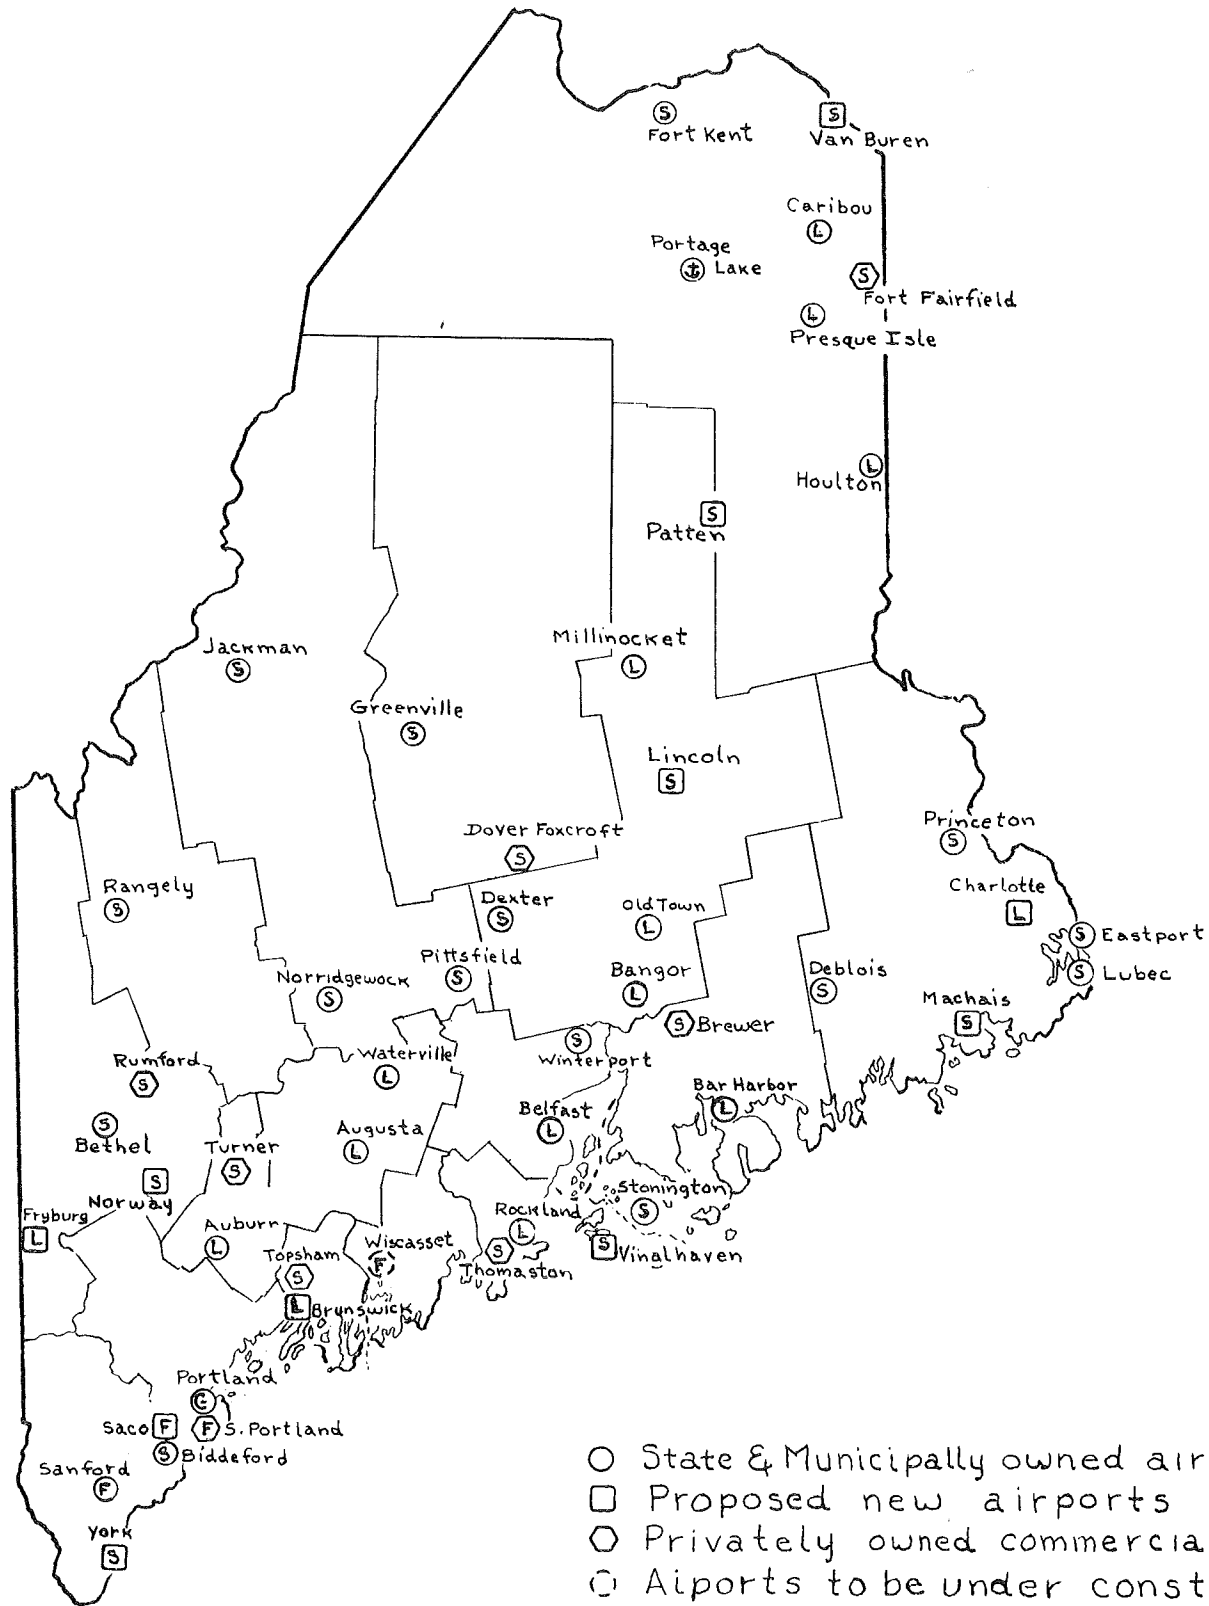 S
Fort Kent
S
Van Buren
Caribou
L
Portage
Lake
S
Fort Fairfield
L
Presque Isle
L
Houlton
S
Patten
Millinocket
L
Jackman
S
Greenville
S
Lincoln
S
Princeton
S
Dover Foxcroft
S
Charlotte
L
Rangely
S
Dexter
S
Old Town
L
S Eastport
S Lubec
Pittsfield
S
Norridgewock
S
Bangor
L
Deblois
S
Machais
S
S Brewer
S
Winterport
Waterville
L
Rumford
S
Bar Harbor
L
Belfast
L
S
Bethel
Augusta
L
Turner
S
S
Norway
Stonington
S
Fryburg
L
Auburn
L
Rockland
L
S
Thomaston
S
Vinalhaven
Wiscasset
F
Topsham
S
L Brunswick
Portland
C
Saco F
F S. Portland
S Biddeford
Sanford
F
York
S
State & Municipally owned air
Proposed new airports
Privately owned commercia
Aiports to be under const